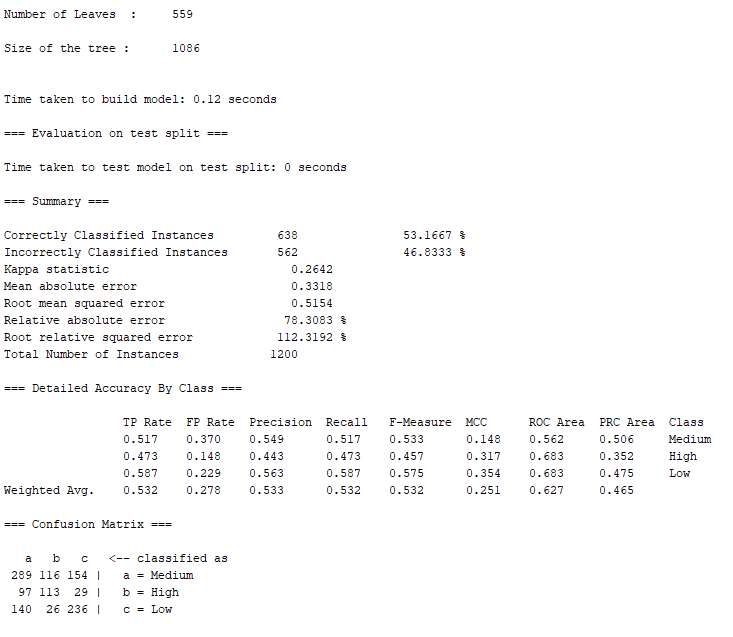 Number of Leaves  :     559
Size of the tree :      1086
Time taken to build model: 0.12 seconds
=== Evaluation on test split ===
Time taken to test model on test split: 0 seconds
=== Summary ===
Correctly Classified Instances         638               53.1667 %
Incorrectly Classified Instances       562               46.8333 %
Kappa statistic                          0.2642
Mean absolute error                      0.3318
Root mean squared error                  0.5154
Relative absolute error                 78.3083 %
Root relative squared error            112.3192 %
Total Number of Instances             1200
=== Detailed Accuracy By Class ===
                 TP Rate  FP Rate  Precision  Recall   F-Measure  MCC      ROC Area  PRC Area  Class
                 0.517    0.370    0.549      0.517    0.533      0.148    0.562     0.506     Medium
                 0.473    0.148    0.443      0.473    0.457      0.317    0.683     0.352     High
                 0.587    0.229    0.563      0.587    0.575      0.354    0.683     0.475     Low
Weighted Avg.    0.532    0.278    0.533      0.532    0.532      0.251    0.627     0.465
=== Confusion Matrix ===
   a   b   c   <-- classified as
 289 116 154 |   a = Medium
  97 113  29 |   b = High
 140  26 236 |   c = Low